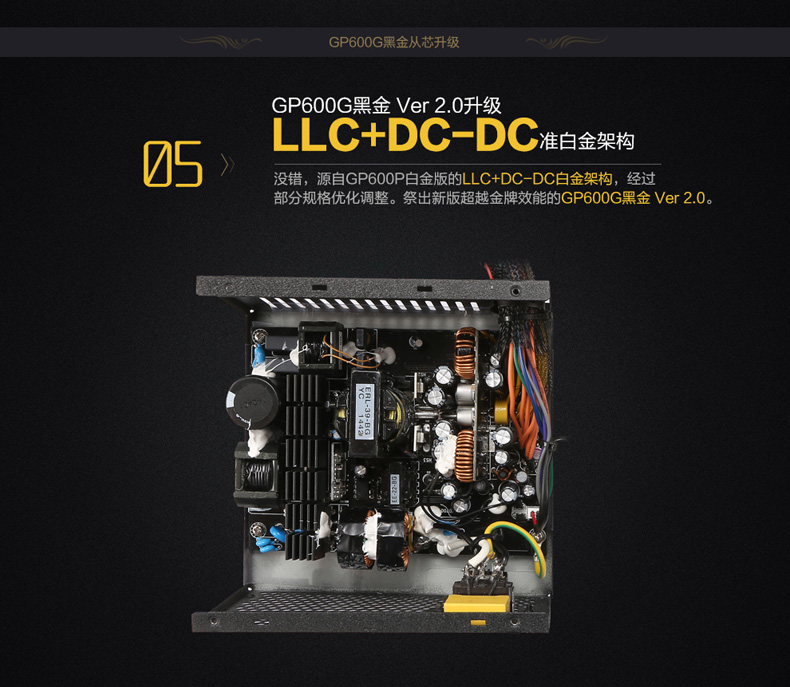 GP600G黑金从芯升级
GP600G黑金 Ver 2.0升级
LLC+DC-DC准白金架构
05
没错，源自GP600P白金版的LLC+DC-DC白金架构，经过
部分规格优化调整。祭出新版超越金牌效能的GP600G黑金 Ver 2.0。
ERL-39-BG
YC 1442
EE-22-BG